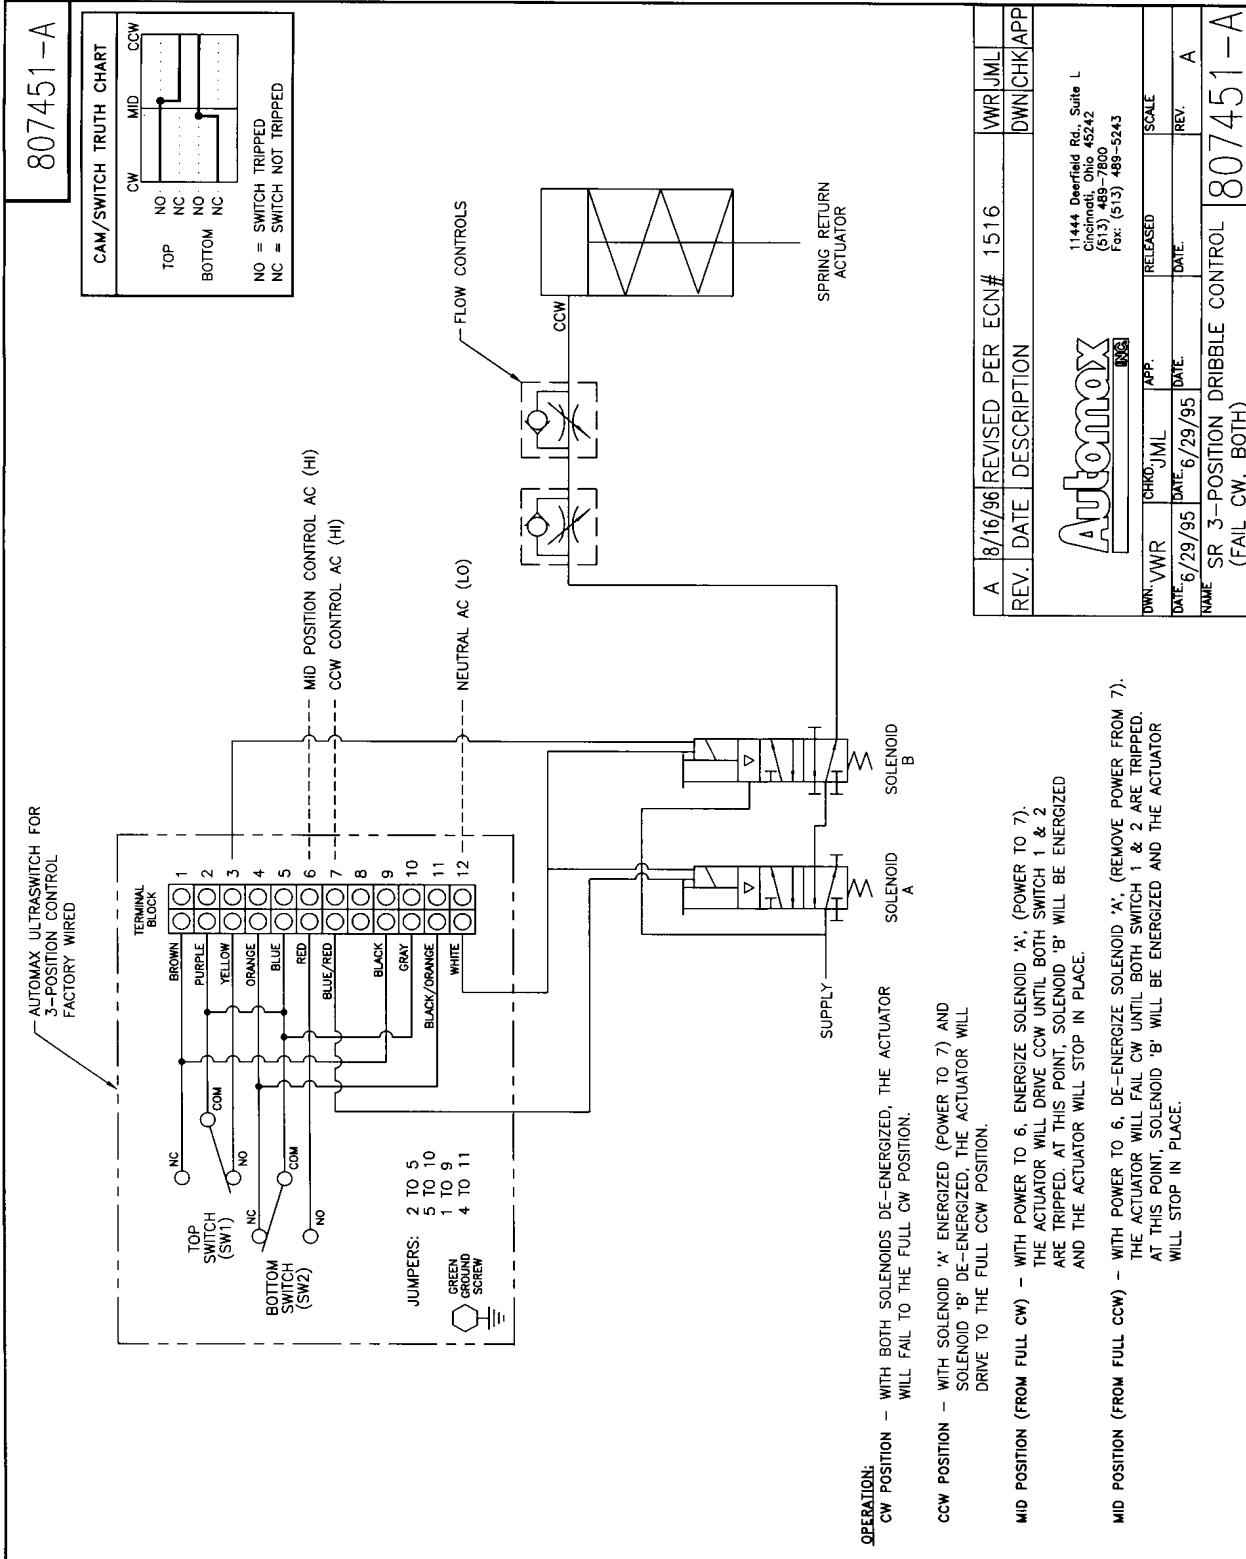 807451-A
CAM/SWITCH TRUTH CHART
CW MID CCW
TOP
NO
NC
BOTTOM
NO
NC
NO = SWITCH TRIPPED
NC = SWITCH NOT TRIPPED
AUTOMAX ULTRASWITCH FOR
3-POSITION CONTROL
FACTORY WIRED
TERMINAL
BLOCK
BROWN 1
PURPLE 2
YELLOW 3
ORANGE 4
BLUE 5
RED 6
BLUE/RED 7
8
BLACK 9
GRAY 10
BLACK/ORANGE 11
WHITE 12
NC
COM
NO
TOP
SWITCH
(SW1)
NC
COM
NO
BOTTOM
SWITCH
(SW2)
JUMPERS: 2 TO 5
5 TO 10
1 TO 9
4 TO 11
GREEN
GROUND
SCREW
MID POSITION CONTROL AC (HI)
CCW CONTROL AC (HI)
NEUTRAL AC (LO)
FLOW CONTROLS
CCW
SPRING RETURN
ACTUATOR
SUPPLY
SOLENOID
A
SOLENOID
B
OPERATION:
CW POSITION - WITH BOTH SOLENOIDS DE-ENERGIZED, THE ACTUATOR
WILL FAIL TO THE FULL CW POSITION.
CCW POSITION - WITH SOLENOID 'A' ENERGIZED (POWER TO 7) AND
SOLENOID 'B' DE-ENERGIZED, THE ACTUATOR WILL
DRIVE TO THE FULL CCW POSITION.
MID POSITION (FROM FULL CW) - WITH POWER TO 6, ENERGIZE SOLENOID 'A', (POWER TO 7).
THE ACTUATOR WILL DRIVE CCW UNTIL BOTH SWITCH 1 & 2
ARE TRIPPED. AT THIS POINT, SOLENOID 'B' WILL BE ENERGIZED
AND THE ACTUATOR WILL STOP IN PLACE.
MID POSITION (FROM FULL CCW) - WITH POWER TO 6, DE-ENERGIZE SOLENOID 'A', (REMOVE POWER FROM 7).
THE ACTUATOR WILL FAIL CW UNTIL BOTH SWITCH 1 & 2 ARE TRIPPED.
AT THIS POINT, SOLENOID 'B' WILL BE ENERGIZED AND THE ACTUATOR
WILL STOP IN PLACE.
A 8/16/96 REVISED PER ECN# 1516 VWR JML
REV. DATE DESCRIPTION DWN CHK APP
Automax INC.
11444 Deerfield Rd., Suite L
Cincinnati, Ohio 45242
(513) 489-7800
Fax: (513) 489-5243
DWN. VWR CHKD. JML APP. RELEASED SCALE
DATE 6/29/95 DATE 6/29/95 DATE. DATE. REV. A
NAME SR 3-POSITION DRIBBLE CONTROL
(FAIL CW, BOTH)
807451-A